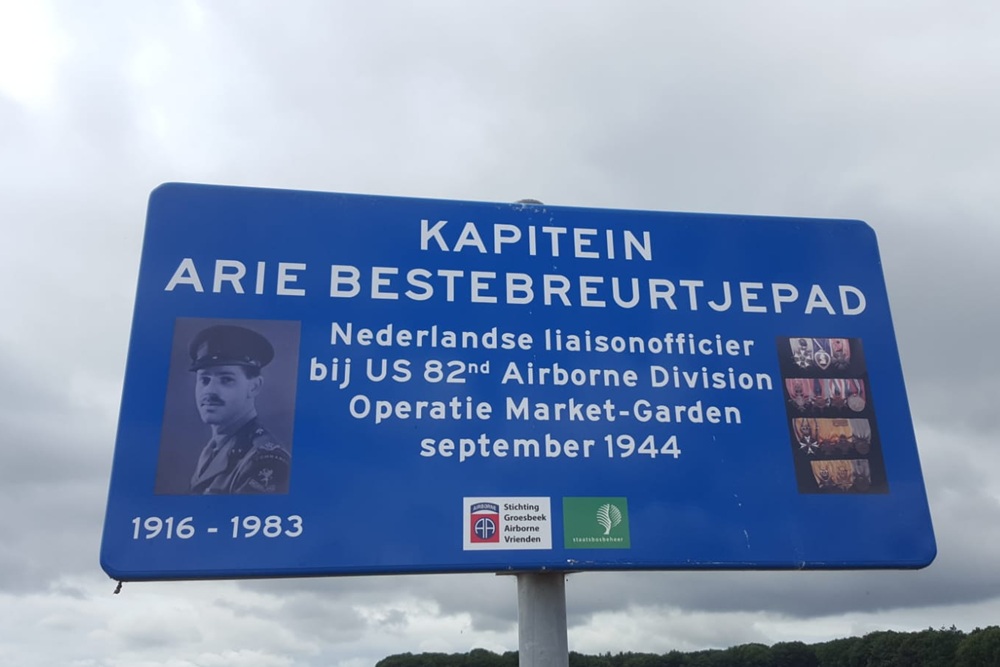 KAPITEIN
ARIE BESTEBREURTJEPAD
Nederlandse liaisonofficier
bij US 82nd Airborne Division
Operatie Market-Garden
september 1944
1916 - 1983
AIRBORNE
Stichting
Groesbeek
Airborne
Vrienden
staatsbosbeheer